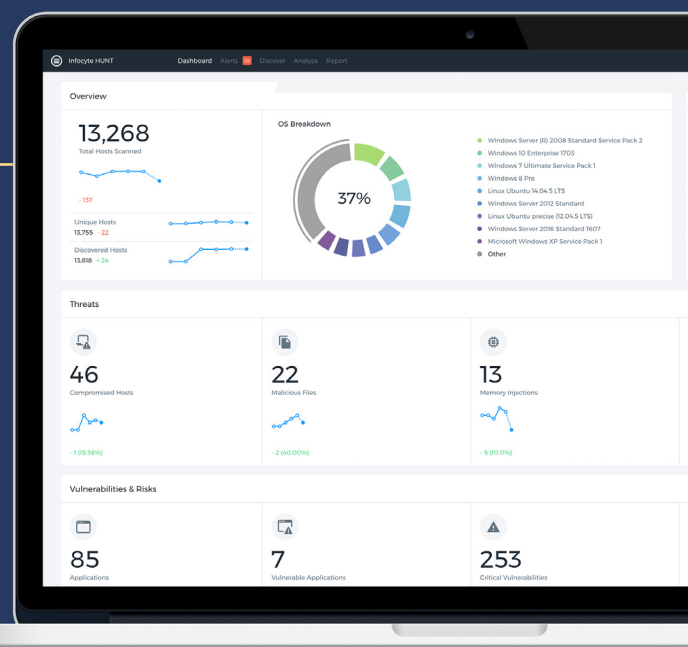 Infocyte HUNT Dashboard Alerts Discover Analyze Report
Overview
13,268
Total Hosts Scanned
- 137
Unique Hosts
13,755 - 22
Discovered Hosts
13,818 + 24
OS Breakdown
37%
Windows Server (R) 2008 Standard Service Pack 2
Windows 10 Enterprise 1703
Windows 7 Ultimate Service Pack 1
Windows 8 Pro
Linux Ubuntu 14.04.5 LTS
Windows Server 2012 Standard
Linux Ubuntu precise (12.04.5 LTS)
Windows Server 2016 Standard 1607
Microsoft Windows XP Service Pack 1
Other
Threats
46
Compromised Hosts
- 1 (15.38%)
22
Malicious Files
- 2 (40.00%)
13
Memory Injections
- 5 (111.11%)
Vulnerabilities & Risks
85
Applications
7
Vulnerable Applications
253
Critical Vulnerabilities